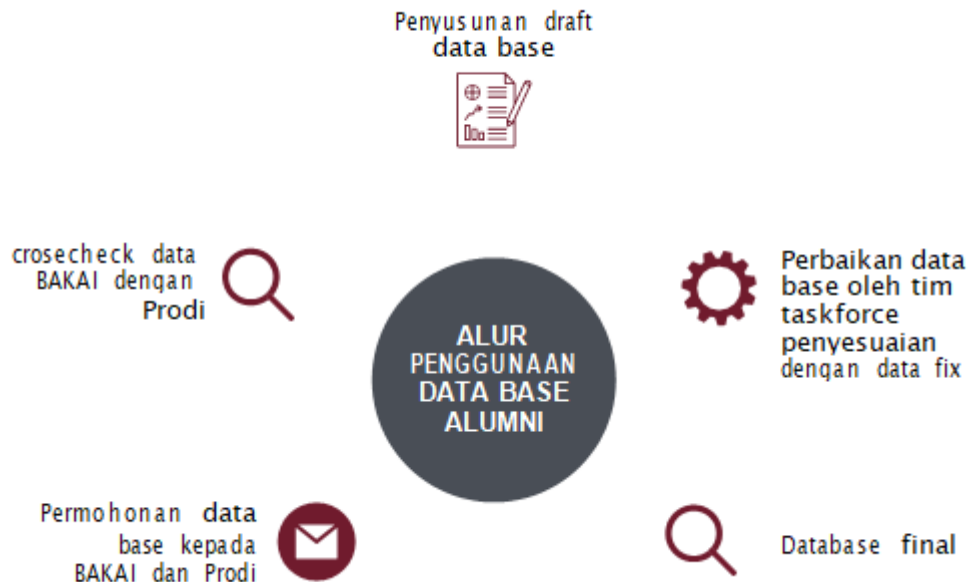 Penyusunan draft
data base
crosecheck data
BAKAI dengan
Prodi
Perbaikan data
base oleh tim
taskforce
penyesuaian
dengan data fix
ALUR
PENGGUNAAN
DATA BASE
ALUMNI
Permohonan data
base kepada
BAKAI dan Prodi
Database final